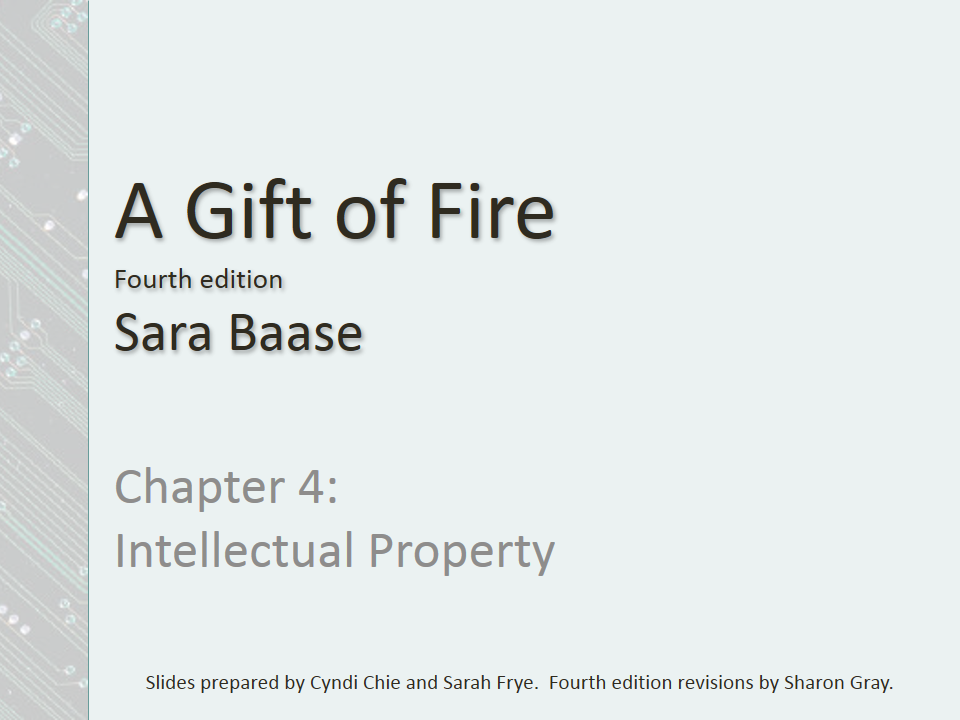 A Gift of Fire
Fourth edition
Sara Baase
Chapter 4:
Intellectual Property
Slides prepared by Cyndi Chie and Sarah Frye.  Fourth edition revisions by Sharon Gray.